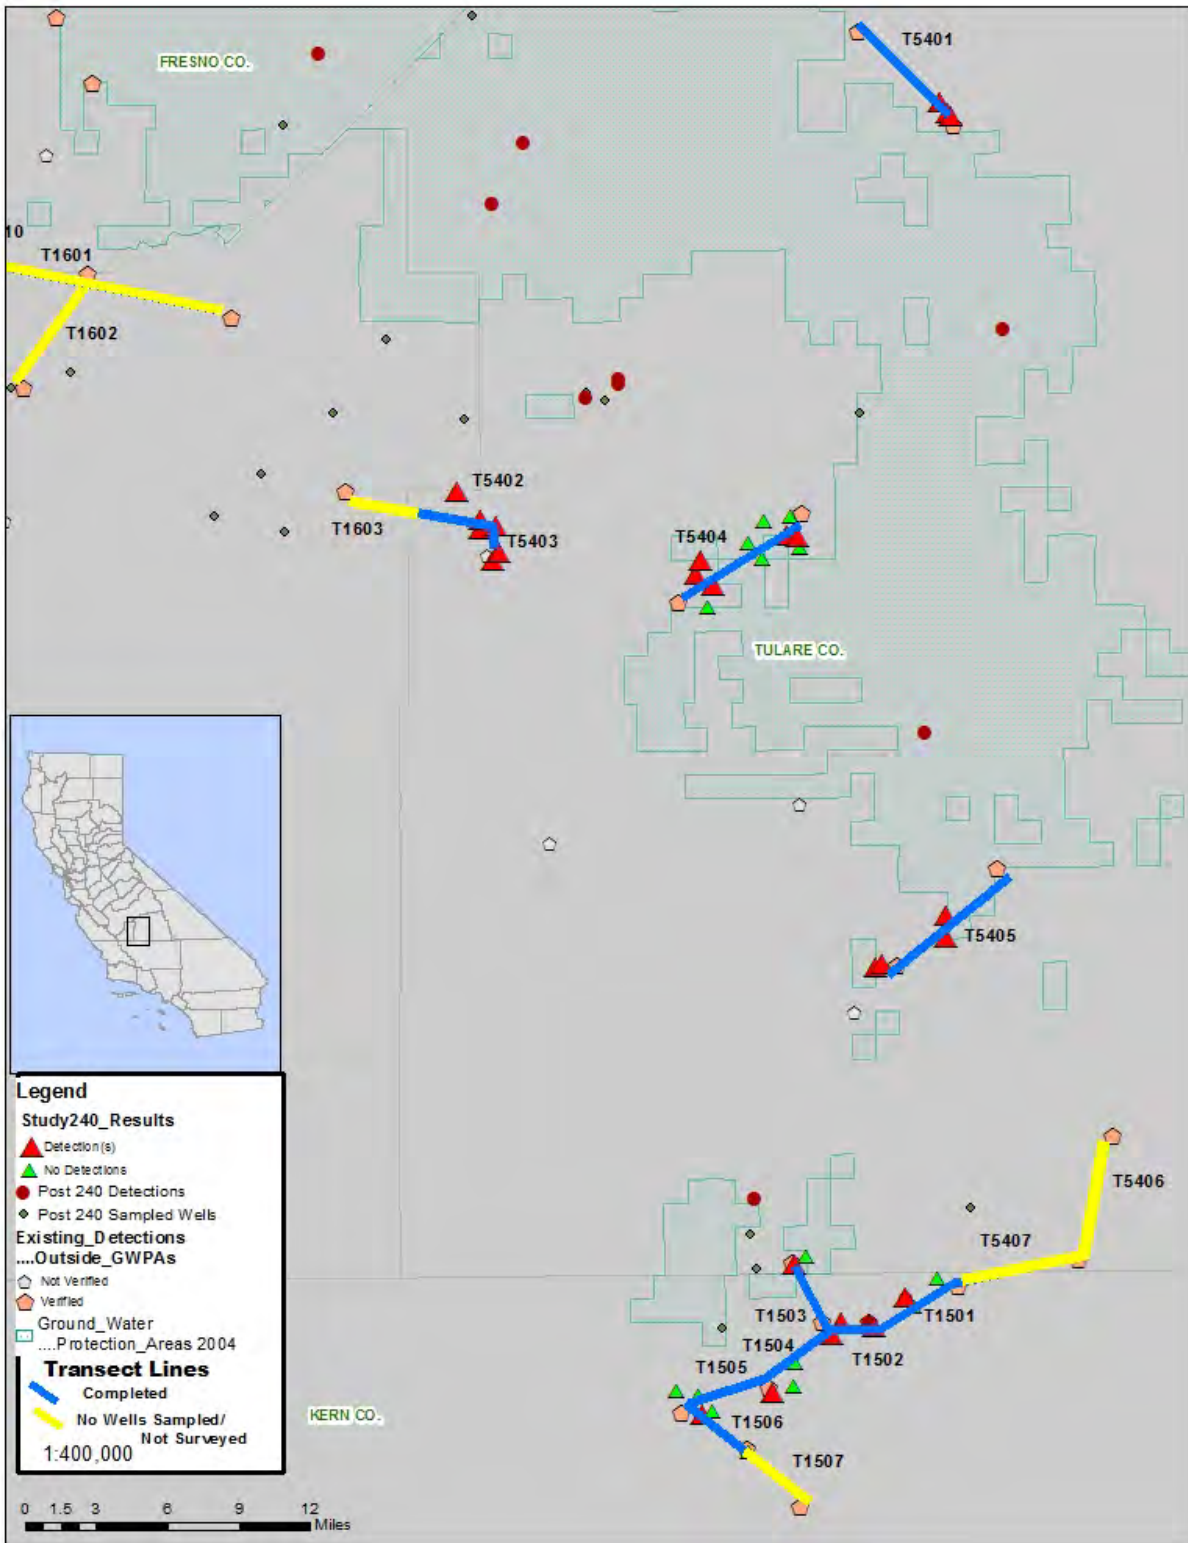 T5401
FRESNO CO.
10
T1601
T1602
T5402
T1603
T5403
T5404
TULARE CO.
T5405
T5406
T5407
T1503
T1501
T1504
T1502
T1505
T1506
T1507
KERN CO.
Legend
Study240_Results
Detection(s)
No Detections
Post 240 Detections
Post 240 Sampled Wells
Existing_Detections
....Outside_GWPAs
Not Verified
Verified
Ground_Water
....Protection_Areas 2004
Transect Lines
Completed
No Wells Sampled/
Not Surveyed
1:400,000
0 1.5 3 6 9 12
Miles